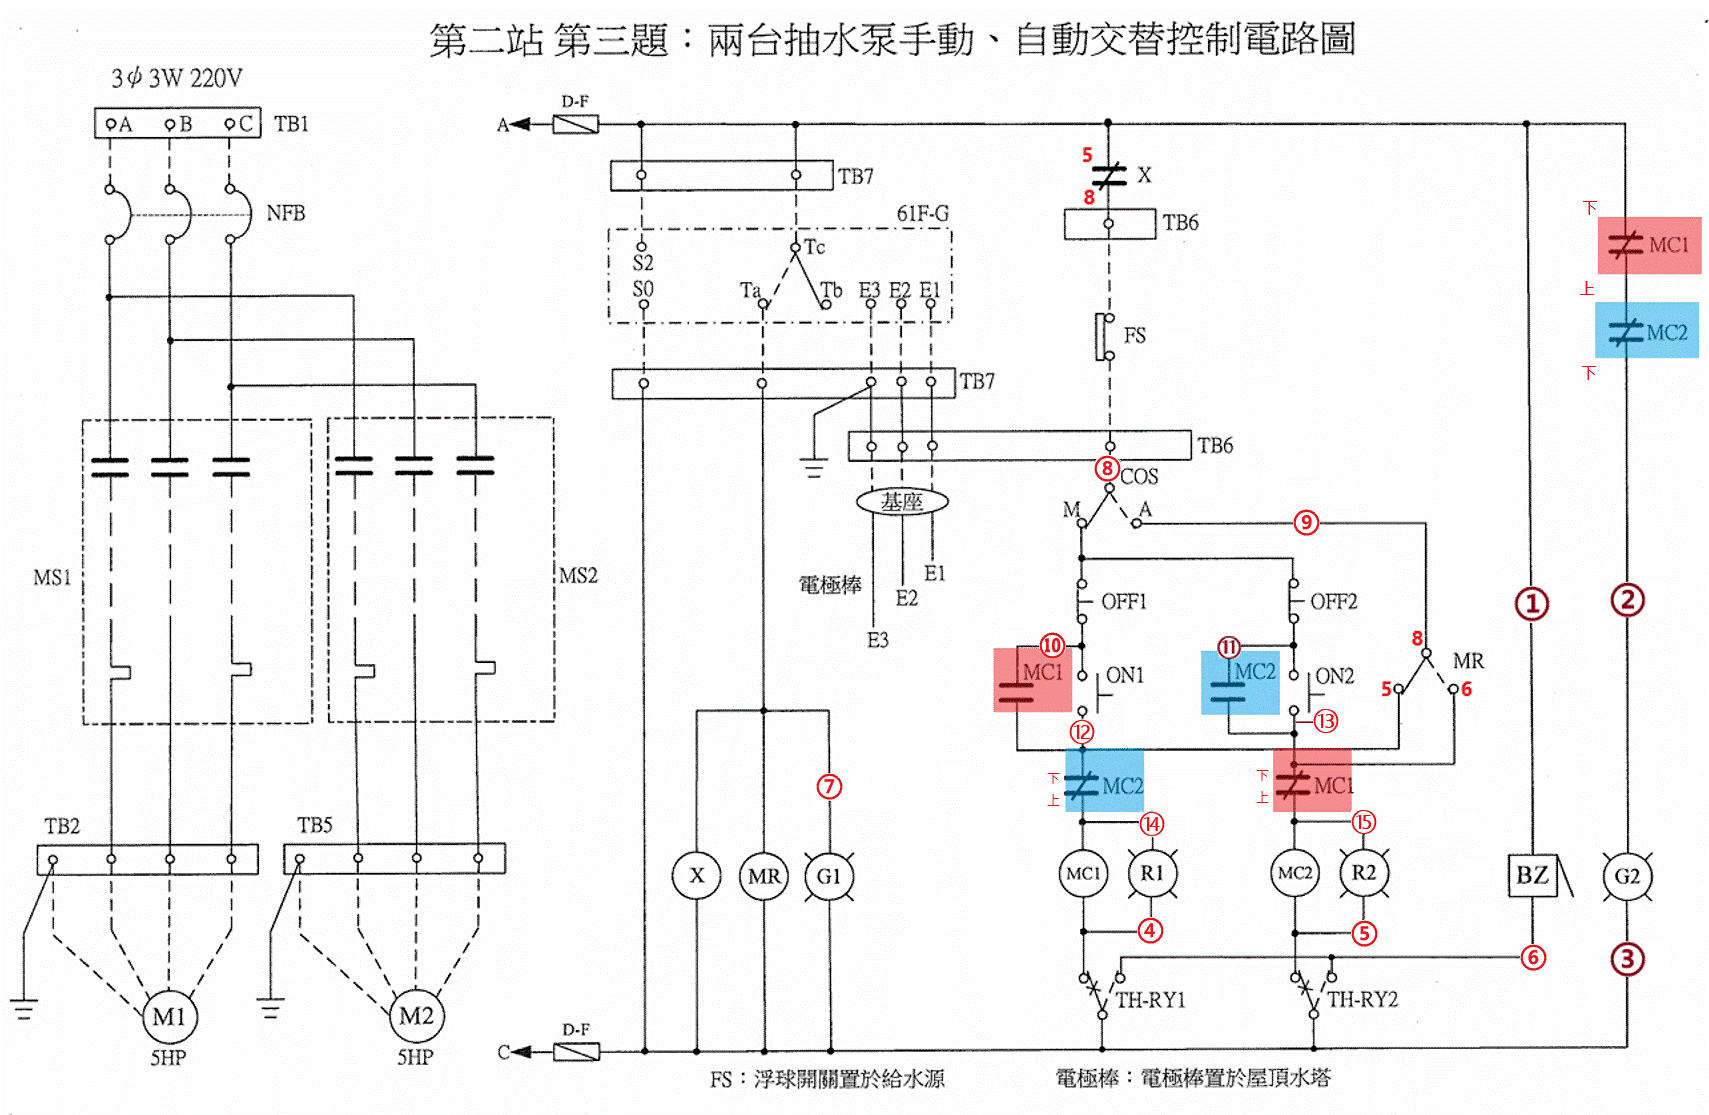 第二站 第三題：兩台抽水泵手動、自動交替控制電路圖
3ϕ 3W 220V
A B C TB1
NFB
MS1
MS2
TB2
TB5
M1
5HP
M2
5HP
A D-F
TB7
61F-G
S2
S0
Tc
Ta Tb E3 E2 E1
TB7
基座
電極棒
E1
E2
E3
5
X
8
TB6
FS
TB6
⑧
COS
M A
⑨
OFF1
OFF2
⑩
MC1
ON1
⑪
MC2
ON2
8
MR
5 6
⑫
⑬
下
上
MC2
下
上
MC1
⑦
⑭
⑮
X
MR
G1
MC1
R1
MC2
R2
④
⑤
TH-RY1
TH-RY2
①
②
BZ
G2
⑥
③
下
MC1
上
MC2
下
C D-F
FS：浮球開關置於給水源
電極棒：電極棒置於屋頂水塔